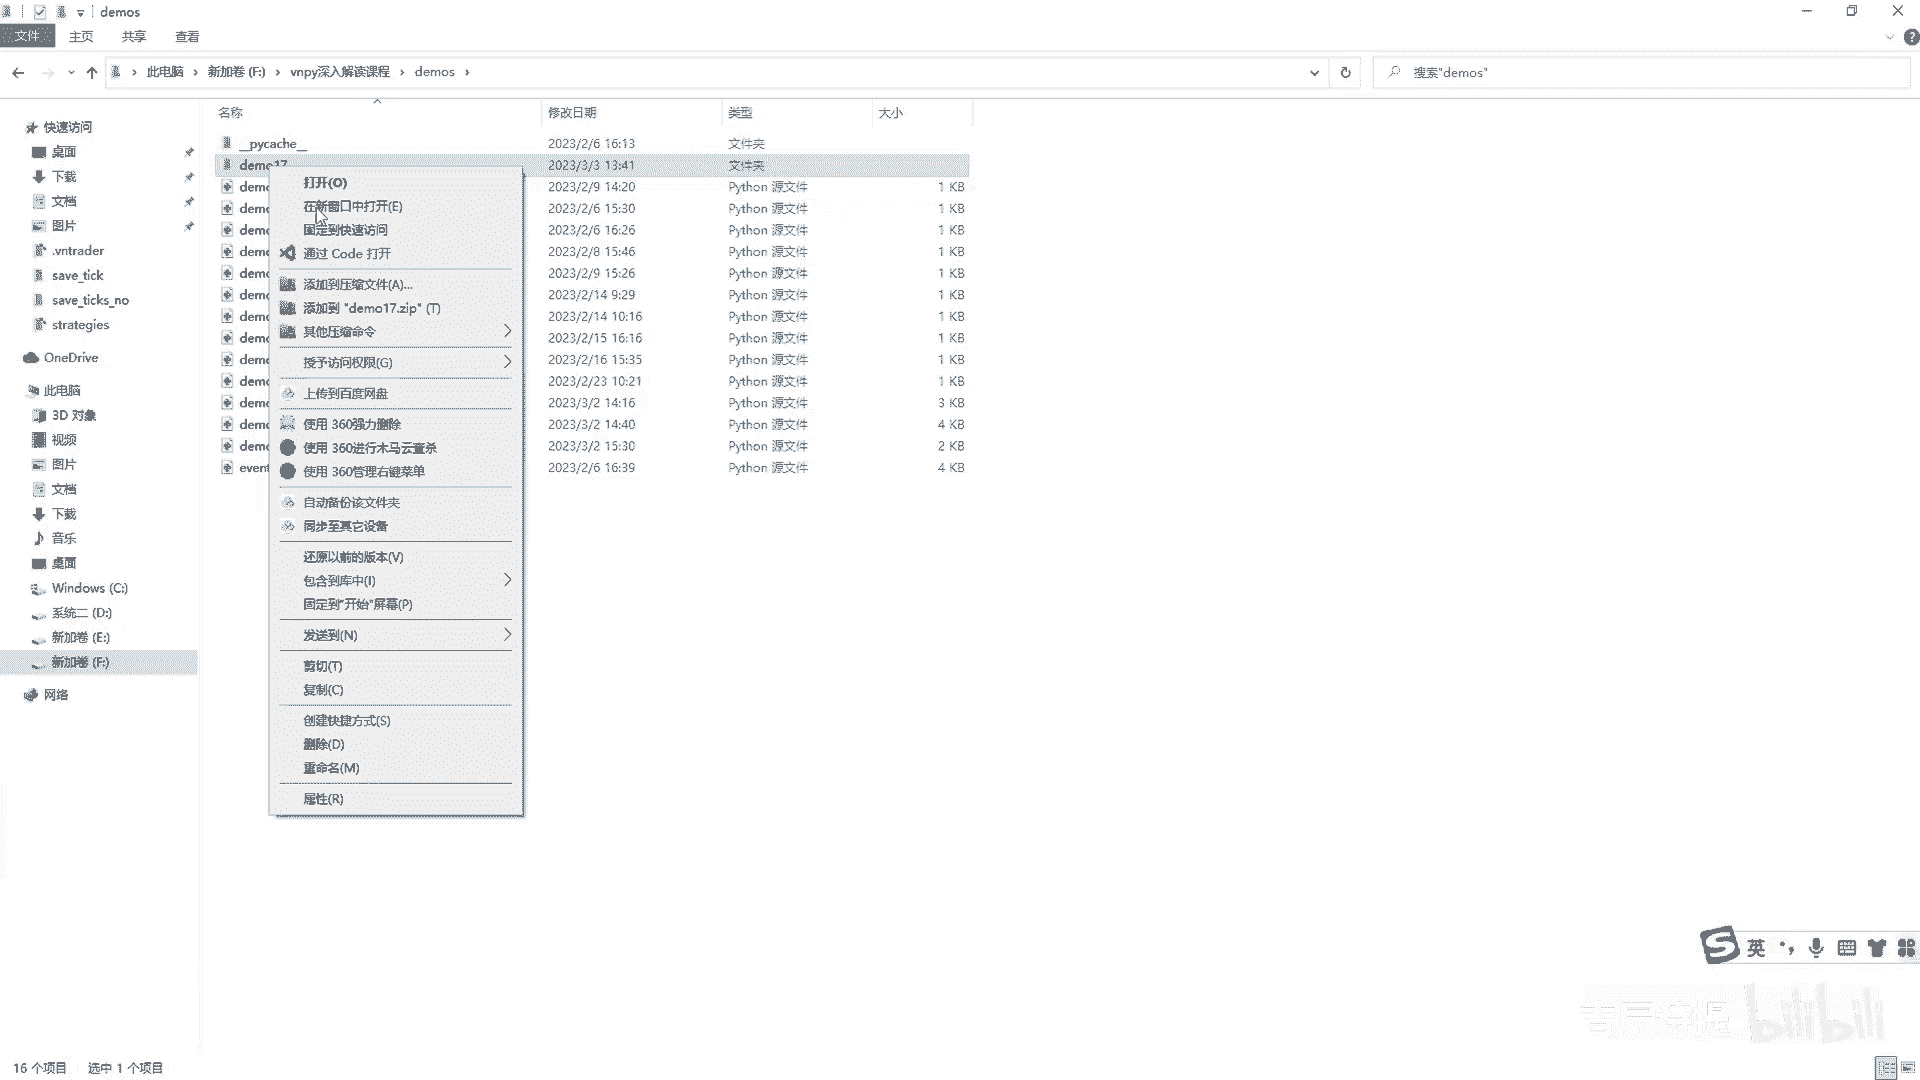 demos
文件 主页 共享 查看
此电脑 新加卷 (F:) vnpy深入解读课程 demos
搜索"demos"
名称 修改日期 类型 大小
快速访问
桌面
下载
文档
图片
.vntrader
save_tick
save_ticks_no
strategies
OneDrive
此电脑
3D 对象
视频
图片
文档
下载
音乐
桌面
Windows (C:)
系统二 (D:)
新加卷 (E:)
新加卷 (F:)
网络
__pycache__ 2023/2/6 16:13 文件夹
demo17 2023/3/3 13:41 文件夹
demo 2023/2/9 14:20 Python 源文件 1 KB
demo 2023/2/6 15:30 Python 源文件 1 KB
demo 2023/2/6 16:26 Python 源文件 1 KB
demo 2023/2/8 15:46 Python 源文件 1 KB
demo 2023/2/9 15:26 Python 源文件 1 KB
demo 2023/2/14 9:29 Python 源文件 1 KB
demo 2023/2/14 10:16 Python 源文件 1 KB
demo 2023/2/15 16:16 Python 源文件 1 KB
demo 2023/2/16 15:35 Python 源文件 1 KB
demo 2023/2/23 10:21 Python 源文件 1 KB
demo 2023/3/2 14:16 Python 源文件 3 KB
demo 2023/3/2 14:40 Python 源文件 4 KB
demo 2023/3/2 15:30 Python 源文件 2 KB
event 2023/2/6 16:39 Python 源文件 4 KB
打开(O)
在新窗口中打开(E)
固定到快速访问
通过 Code 打开
添加到压缩文件(A)...
添加到 "demo17.zip" (T)
其他压缩命令
授予访问权限(G)
上传到百度网盘
使用 360强力删除
使用 360进行木马云查杀
使用 360管理右键菜单
自动备份该文件夹
同步至其它设备
还原以前的版本(V)
包含到库中(I)
固定到"开始"屏幕(P)
发送到(N)
剪切(T)
复制(C)
创建快捷方式(S)
删除(D)
重命名(M)
属性(R)
英
bilibili
16 个项目 选中 1 个项目